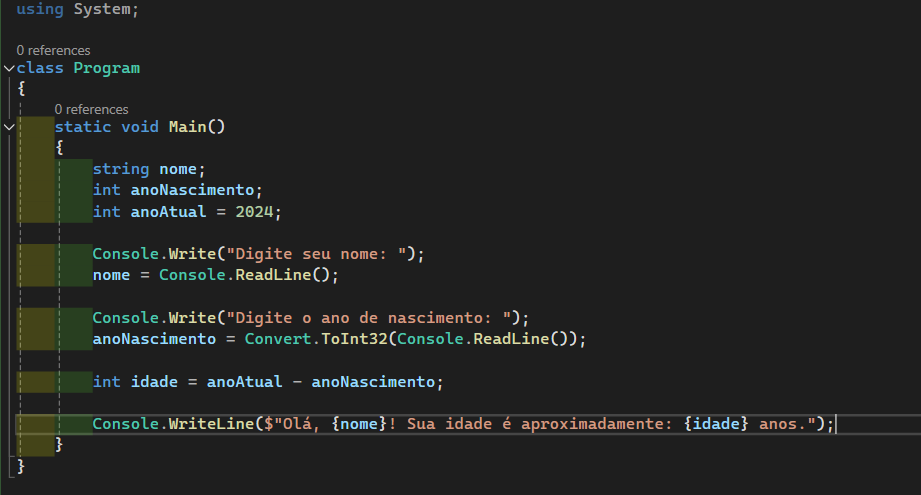 using System;
0 references
class Program
{
0 references
static void Main()
{
string nome;
int anoNascimento;
int anoAtual = 2024;
Console.Write("Digite seu nome: ");
nome = Console.ReadLine();
Console.Write("Digite o ano de nascimento: ");
anoNascimento = Convert.ToInt32(Console.ReadLine());
int idade = anoAtual - anoNascimento;
Console.WriteLine($"Olá, {nome}! Sua idade é aproximadamente: {idade} anos.");
}
}